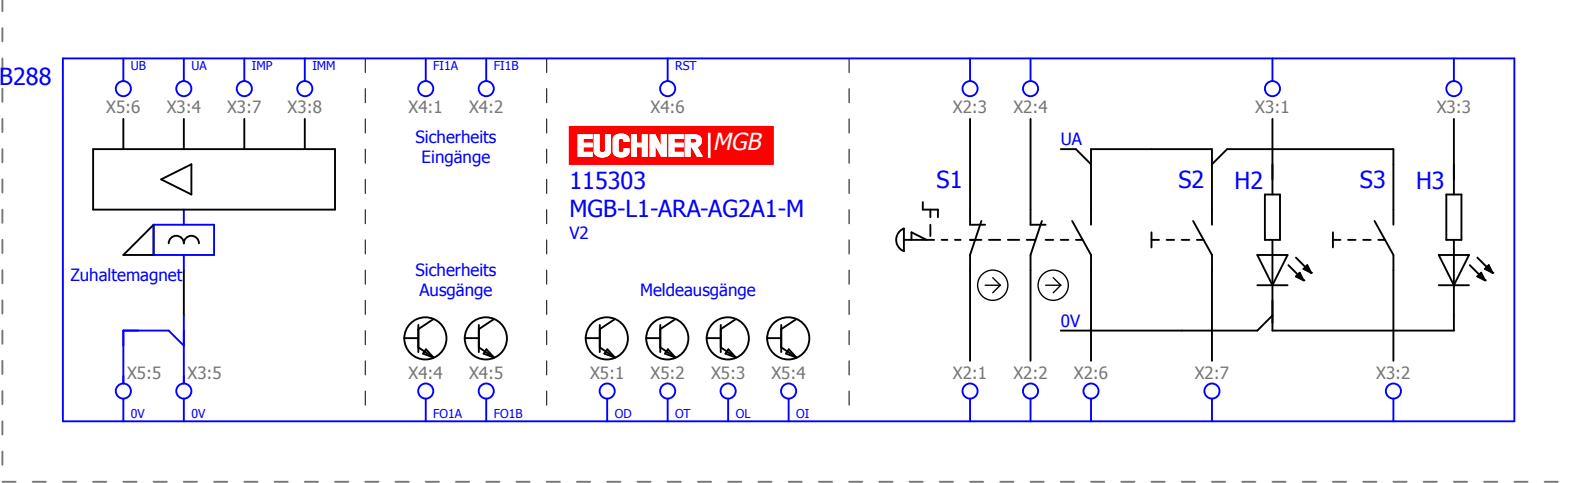 B288
UB UA IMP IMM FI1A FI1B RST
X5:6 X3:4 X3:7 X3:8 X4:1 X4:2 X4:6 X2:3 X2:4 X3:1 X3:3
Sicherheits
Eingänge
EUCHNER MGB
115303
MGB-L1-ARA-AG2A1-M
V2
UA
S1 S2 H2 S3 H3
Zuhaltemagnet
Sicherheits
Ausgänge
Meldeausgänge
0V
X5:5 X3:5 X4:4 X4:5 X5:1 X5:2 X5:3 X5:4 X2:1 X2:2 X2:6 X2:7 X3:2
0V 0V FO1A FO1B OD OT OL OI